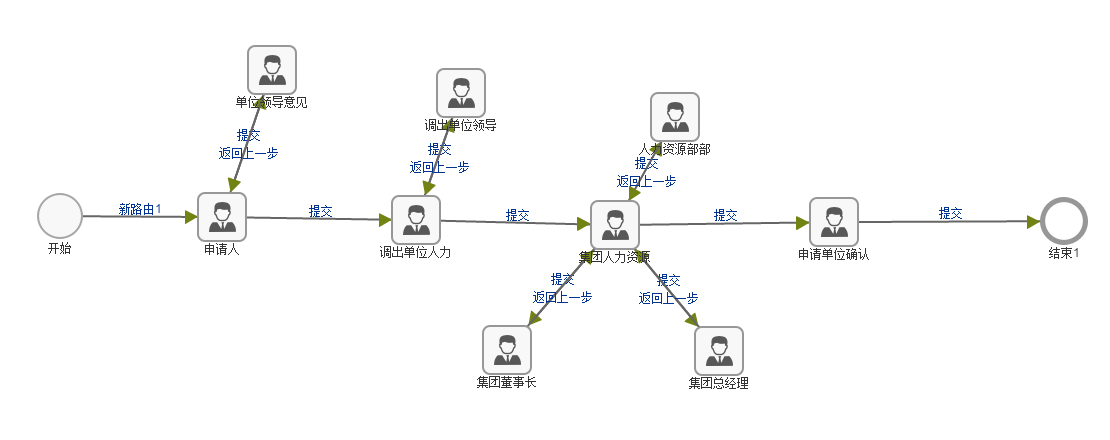 单位领导意见
提交
返回上一步
调出单位领导
提交
返回上一步
人力资源部部
提交
返回上一步
开始
新路由1
申请人
提交
调出单位人力
提交
集团人力资源
提交
申请单位确认
提交
结束1
提交
返回上一步
提交
返回上一步
集团董事长
集团总经理